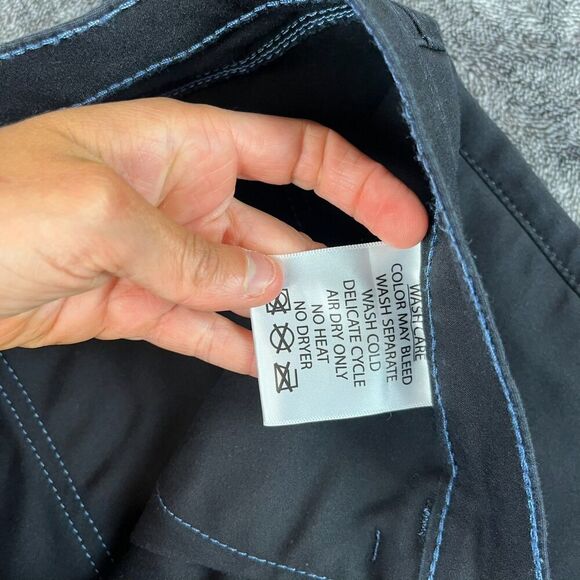 WASH CARE
COLOR MAY BLEED
WASH SEPARATE
WASH COLD
DELICATE CYCLE
AIR DRY ONLY
NO HEAT
NO DRYER